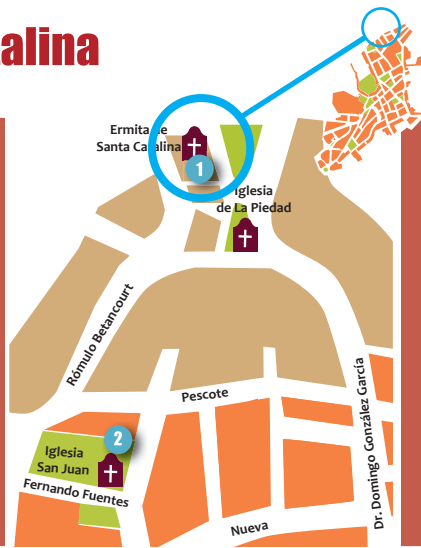 alina
Ermita de
Santa Catalina
1
Iglesia
de La Piedad
Rómulo Betancourt
Pescote
Dr. Domingo González García
2
Iglesia
San Juan
Fernando Fuentes
Nueva